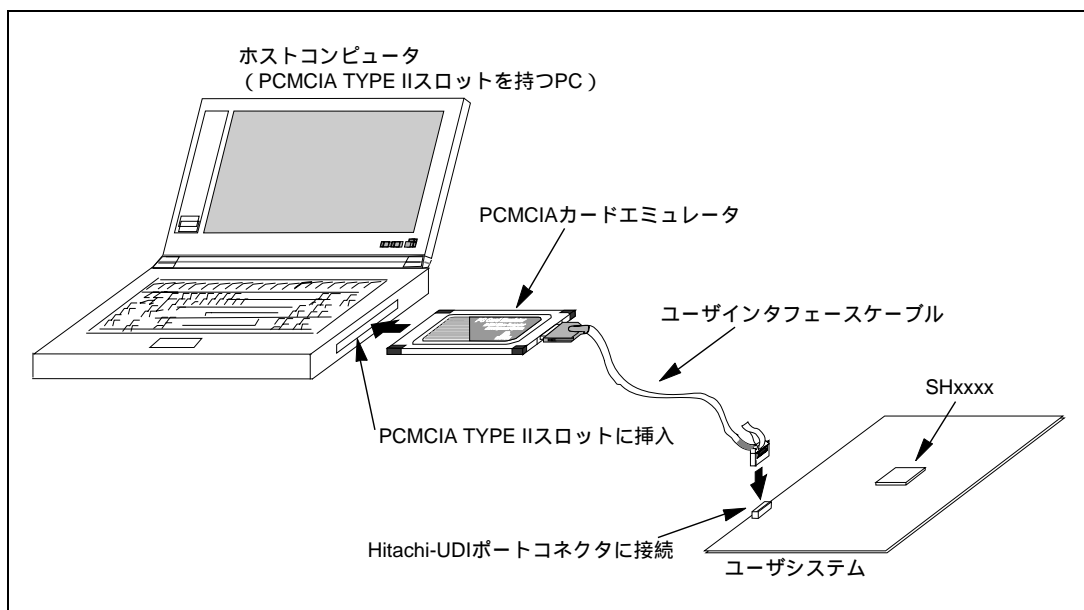 ホストコンピュータ
（PCMCIA TYPE IIスロットを持つPC）
PCMCIAカードエミュレータ
ユーザインタフェースケーブル
SHxxxx
PCMCIA TYPE IIスロットに挿入
Hitachi-UDIポートコネクタに接続
ユーザシステム